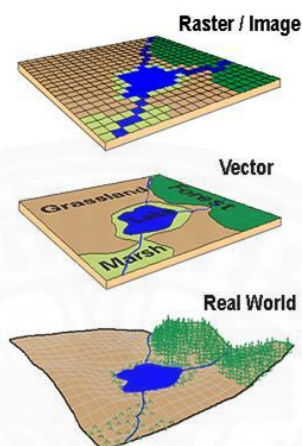 Raster / Image
Vector
Grassland
Forest
Lake
Marsh
Real World